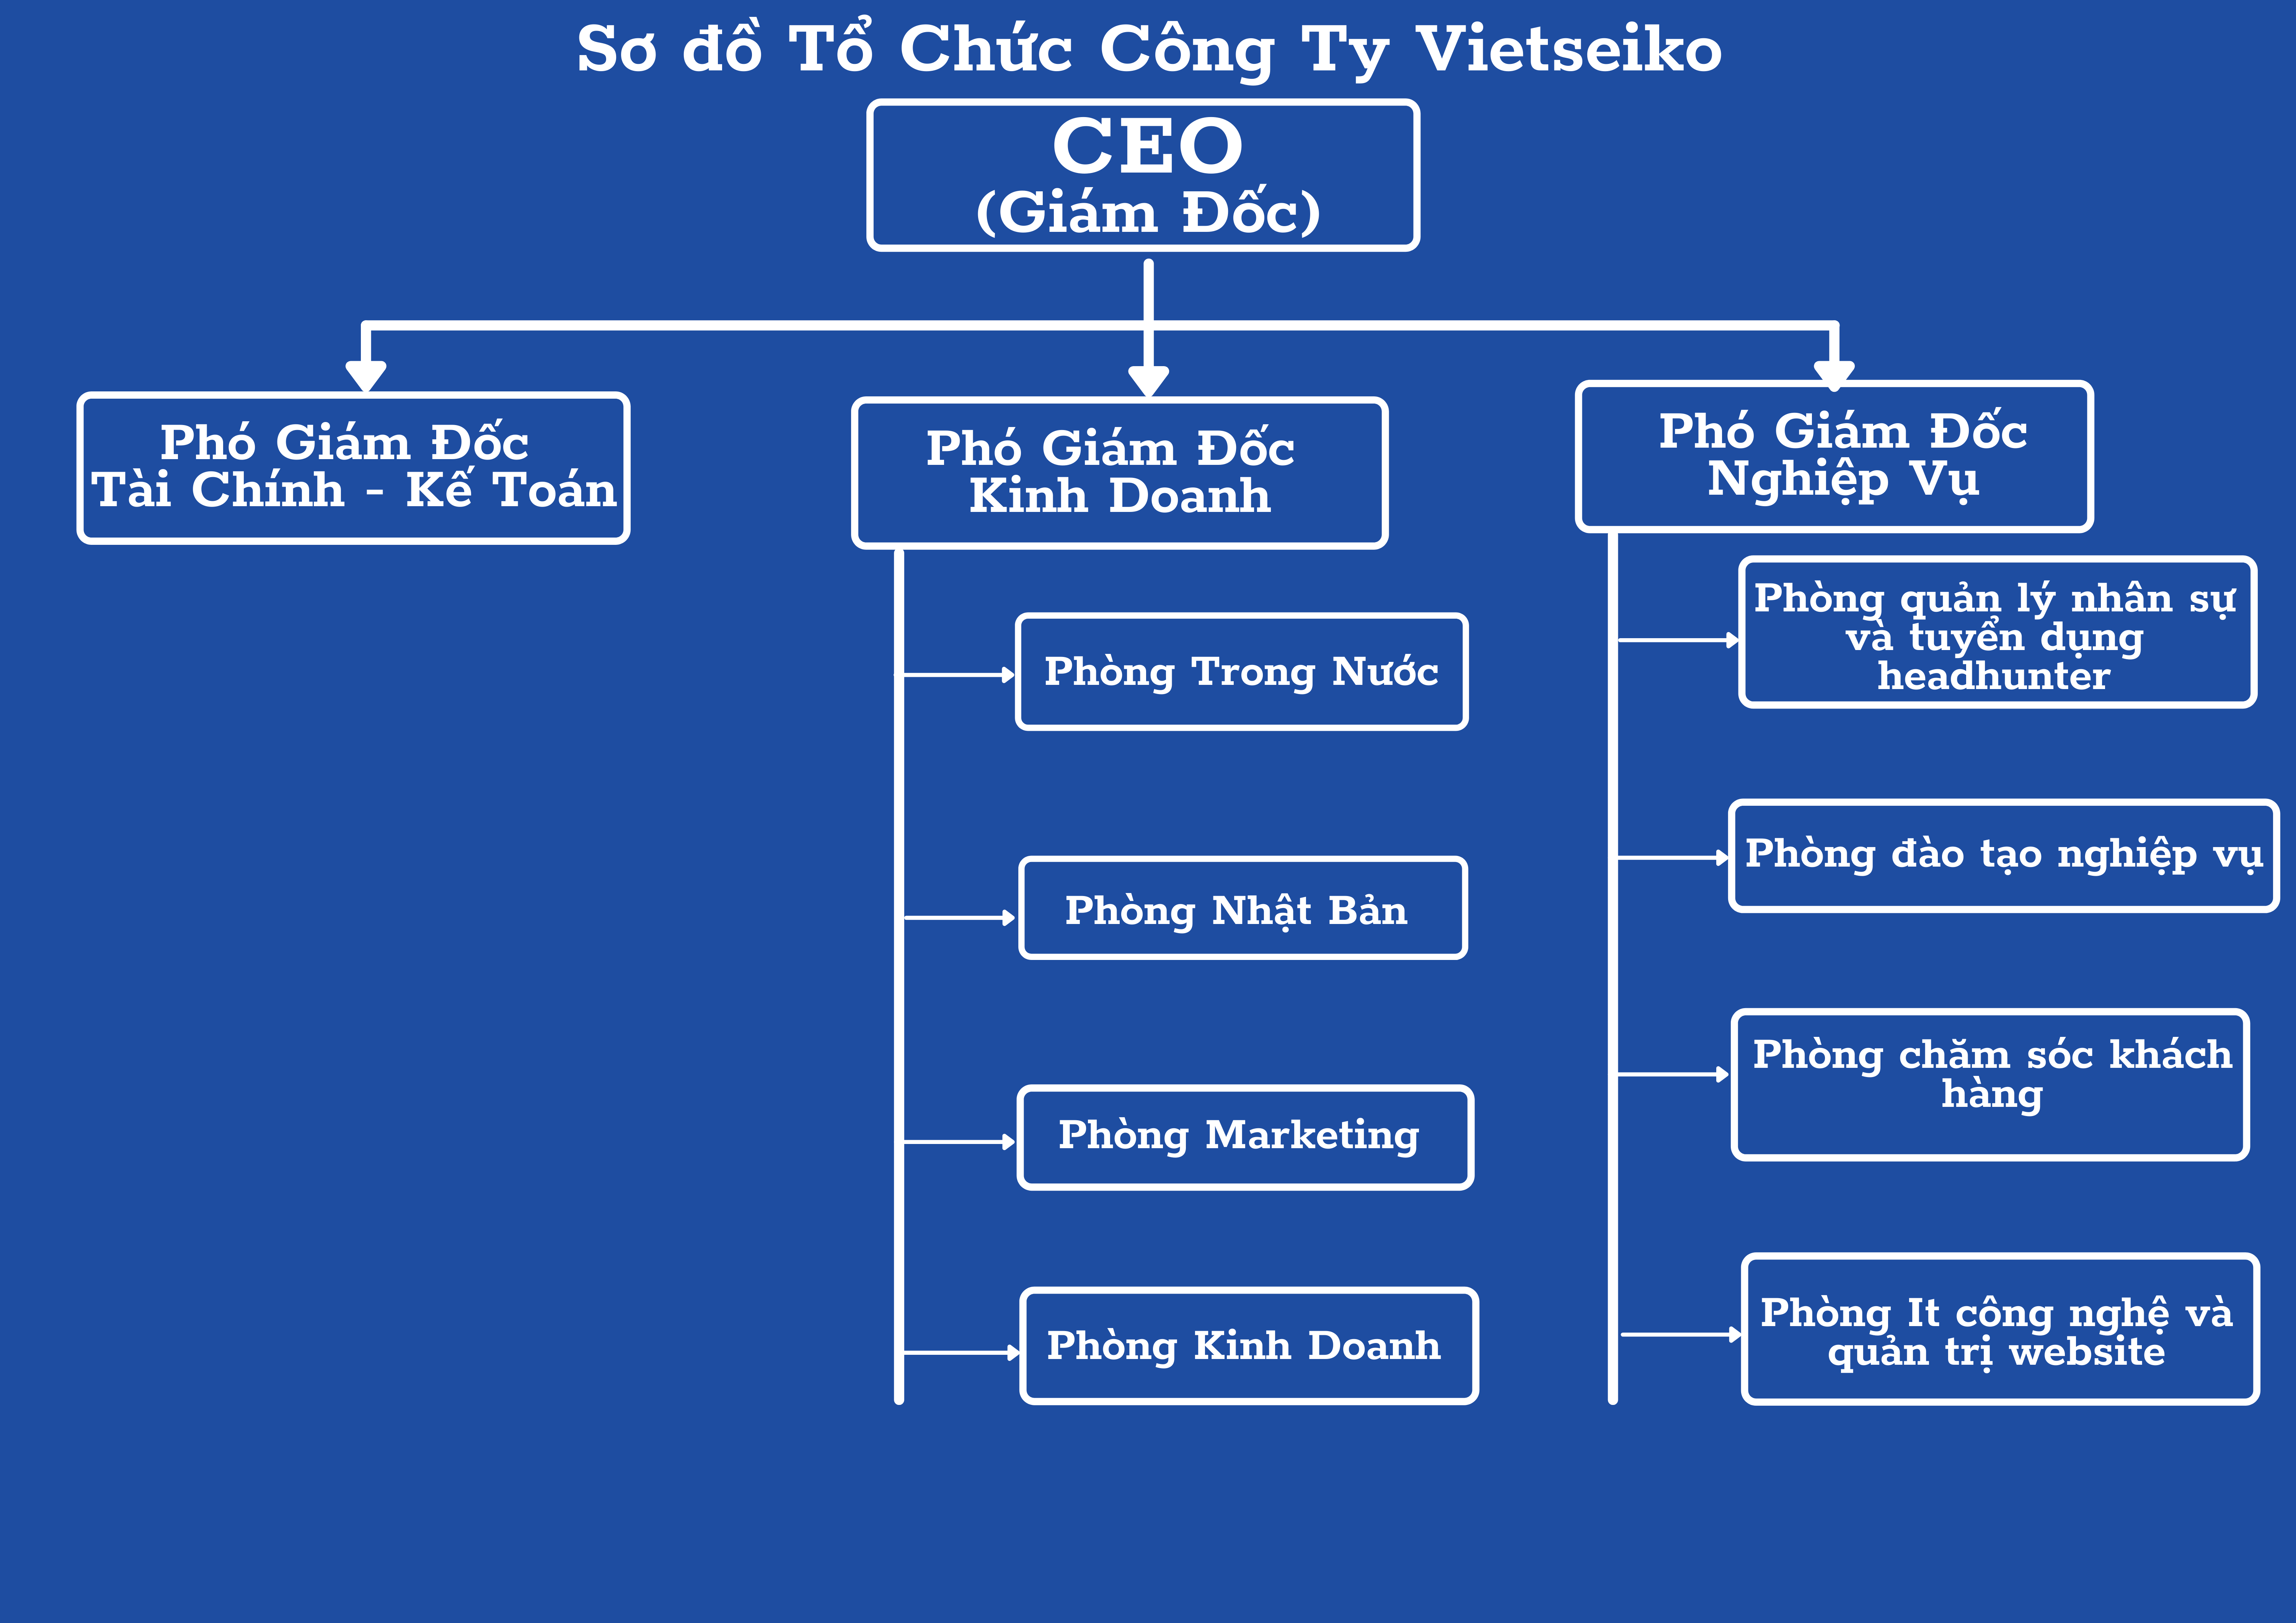 Sơ đồ Tổ Chức Công Ty Vietseiko
CEO
(Giám Đốc)
Phó Giám Đốc
Tài Chính - Kế Toán
Phó Giám Đốc
Kinh Doanh
Phó Giám Đốc
Nghiệp Vụ
Phòng Trong Nước
Phòng Nhật Bản
Phòng Marketing
Phòng Kinh Doanh
Phòng quản lý nhân sự
và tuyển dụng
headhunter
Phòng đào tạo nghiệp vụ
Phòng chăm sóc khách
hàng
Phòng It công nghệ và
quản trị website